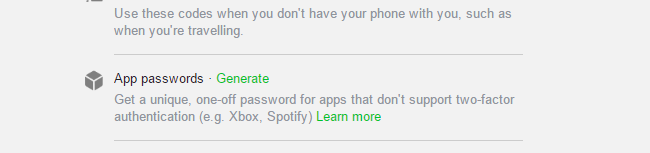 Use these codes when you don't have your phone with you, such as
when you're travelling.
App passwords · Generate
Get a unique, one-off password for apps that don't support two-factor
authentication (e.g. Xbox, Spotify) Learn more